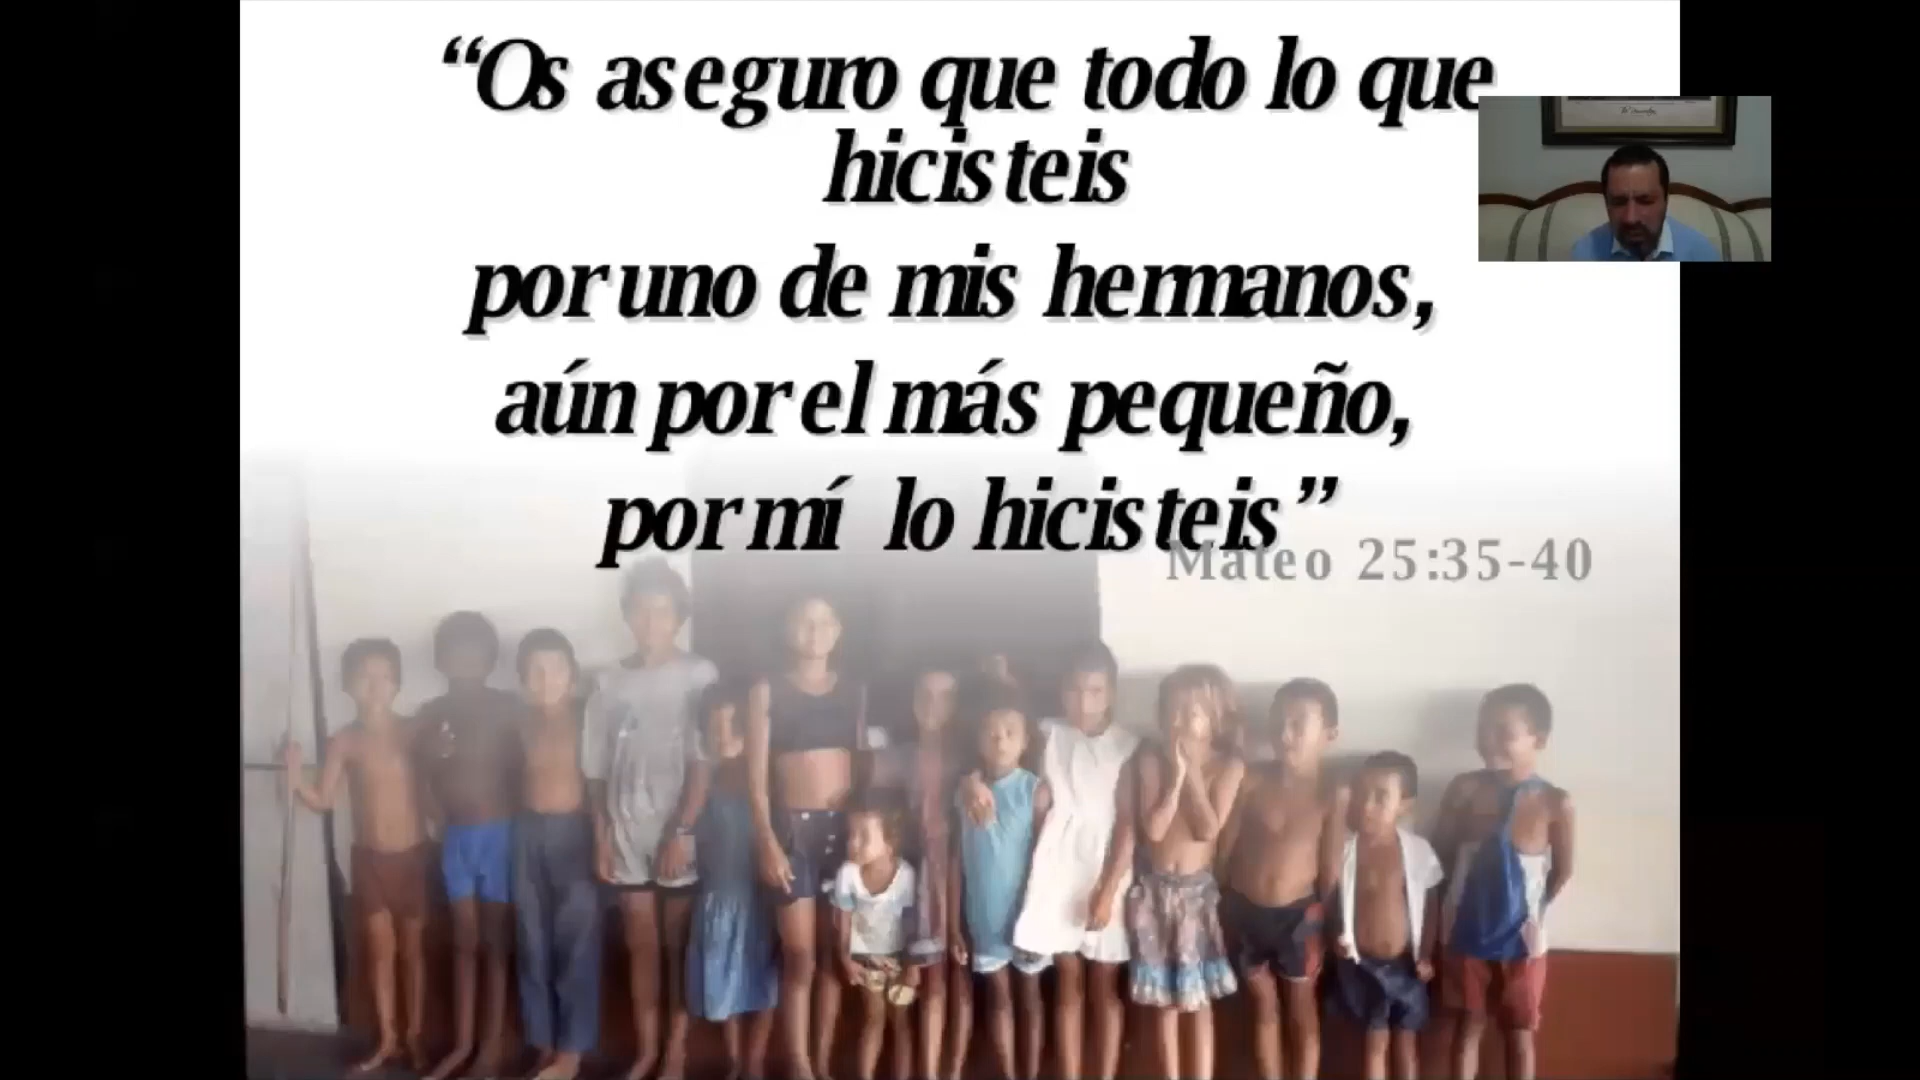 “Os aseguro que todo lo que
hicisteis
por uno de mis hermanos,
aún por el más pequeño,
por mí lo hicisteis”
Mateo 25:35-40